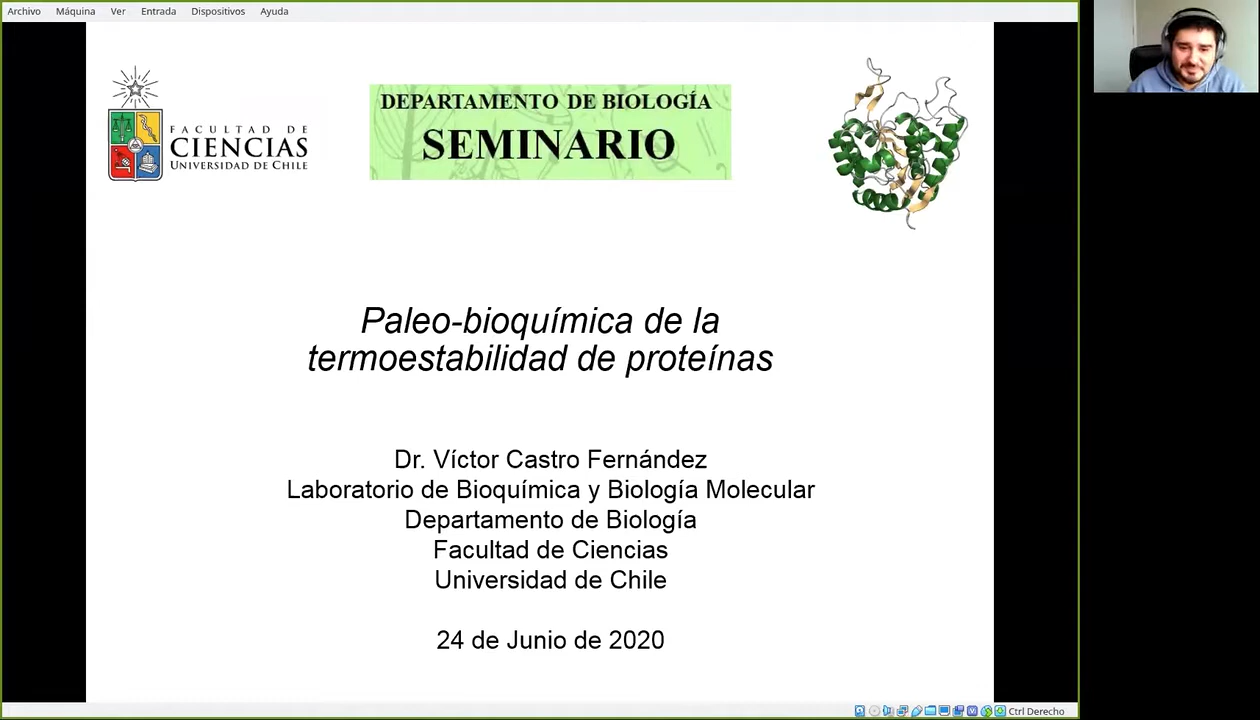 Archivo Máquina Ver Entrada Dispositivos Ayuda
FACULTAD DE
CIENCIAS
UNIVERSIDAD DE CHILE
DEPARTAMENTO DE BIOLOGÍA
SEMINARIO
Paleo-bioquímica de la
termoestabilidad de proteínas
Dr. Víctor Castro Fernández
Laboratorio de Bioquímica y Biología Molecular
Departamento de Biología
Facultad de Ciencias
Universidad de Chile
24 de Junio de 2020
Ctrl Derecho